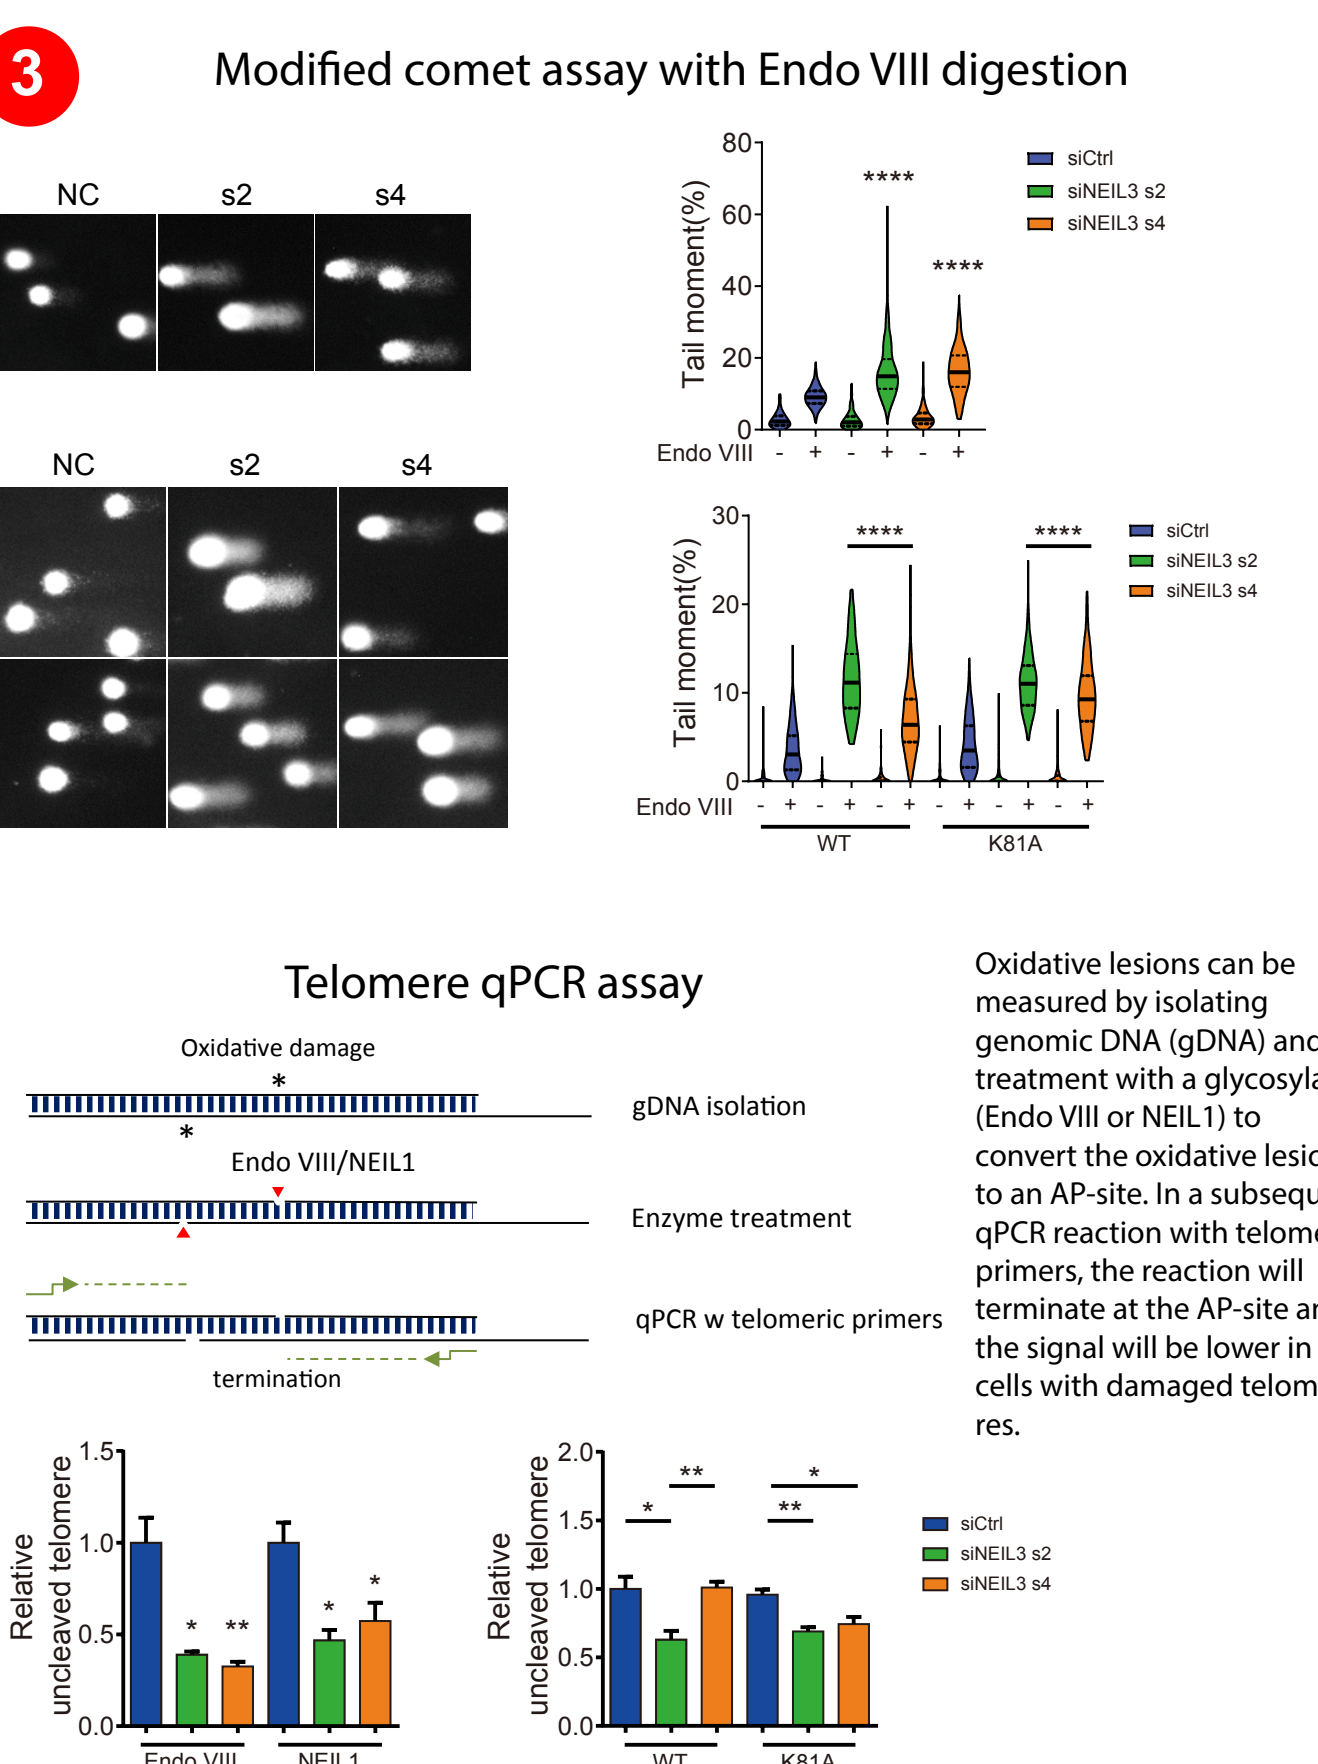 3
Modified comet assay with Endo VIII digestion
NC s2 s4
80
60
40
20
0
Tail moment(%)
**** ****
siCtrl
siNEIL3 s2
siNEIL3 s4
Endo VIII - + - + - +
NC s2 s4
30
20
10
0
Tail moment(%)
**** ****
siCtrl
siNEIL3 s2
siNEIL3 s4
Endo VIII - + - + - + - + - + - +
WT K81A
Telomere qPCR assay
Oxidative damage
*
gDNA isolation
*
Endo VIII/NEIL1
Enzyme treatment
qPCR w telomeric primers
termination
Oxidative lesions can be
measured by isolating
genomic DNA (gDNA) and
treatment with a glycosyla
(Endo VIII or NEIL1) to
convert the oxidative lesio
to an AP-site. In a subsequ
qPCR reaction with telome
primers, the reaction will
terminate at the AP-site an
the signal will be lower in
cells with damaged telom
res.
1.5
1.0
0.5
0.0
Relative
uncleaved telomere
* ** * *
Endo VIII NEIL1
2.0
1.5
1.0
0.5
0.0
Relative
uncleaved telomere
* ** ** *
WT K81A
siCtrl
siNEIL3 s2
siNEIL3 s4